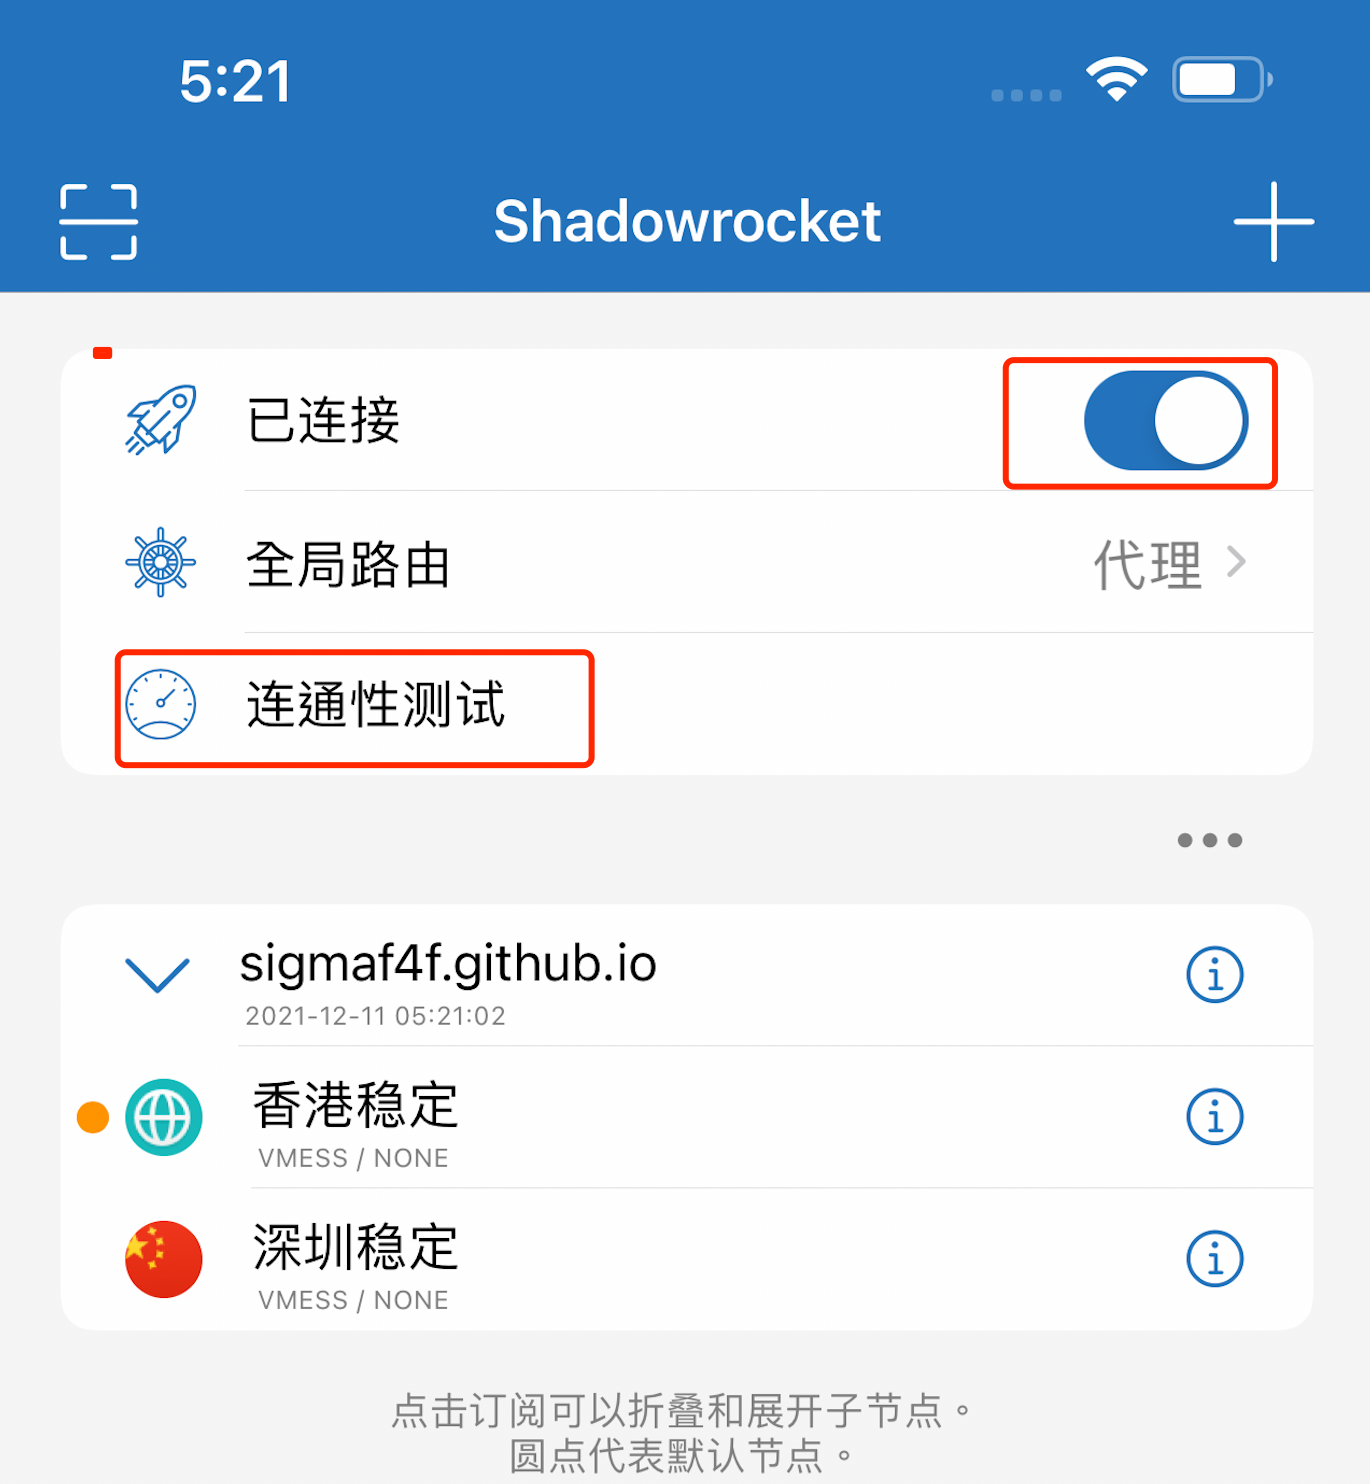 5:21
Shadowrocket
已连接
全局路由
代理
连通性测试
sigmaf4f.github.io
2021-12-11 05:21:02
香港稳定
VMESS / NONE
深圳稳定
VMESS / NONE
点击订阅可以折叠和展开子节点。
圆点代表默认节点。